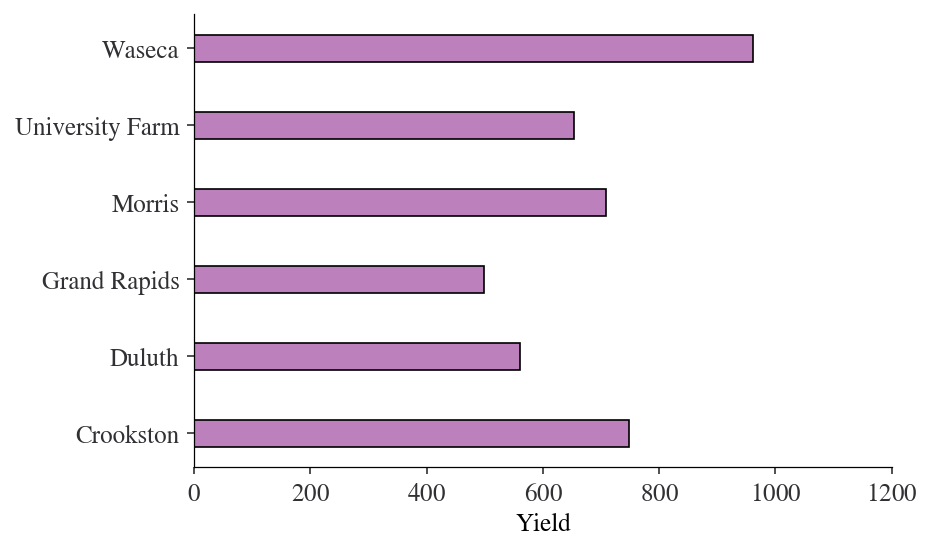 Waseca
University Farm
Morris
Grand Rapids
Duluth
Crookston
0 200 400 600 800 1000 1200
Yield